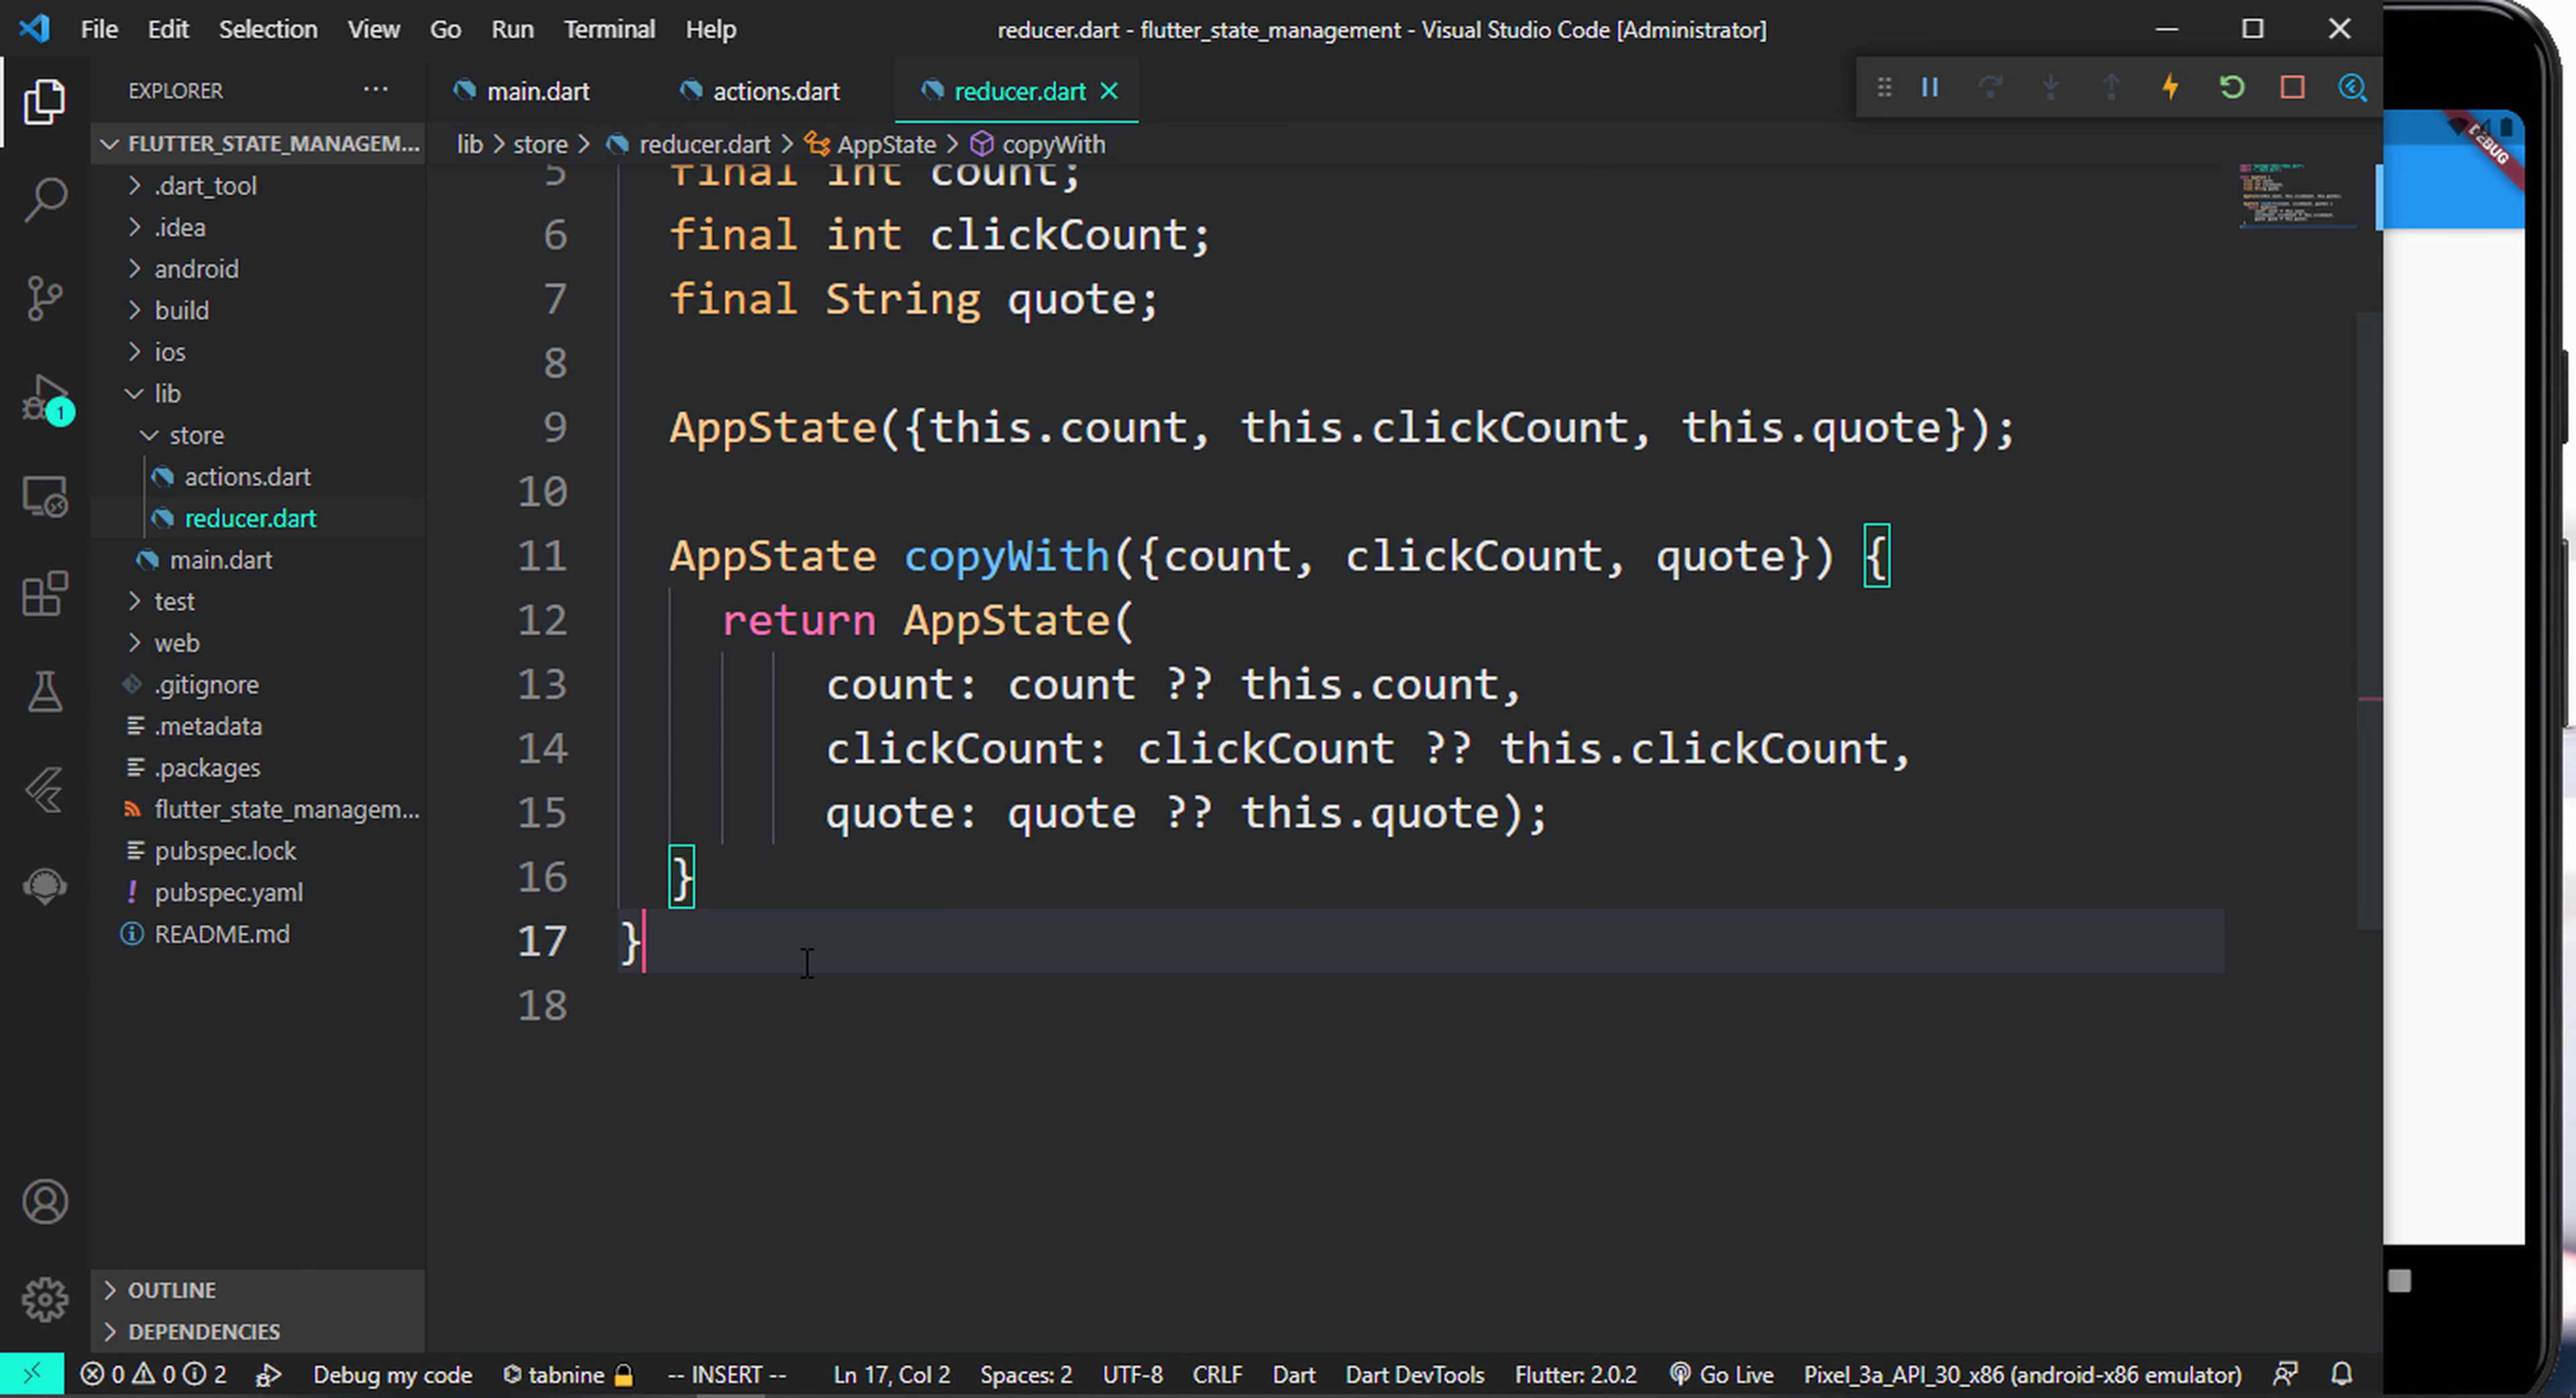 File Edit Selection View Go Run Terminal Help
reducer.dart - flutter_state_management - Visual Studio Code [Administrator]
EXPLORER
FLUTTER_STATE_MANAGEM...
.dart_tool
.idea
android
build
ios
lib
store
actions.dart
reducer.dart
main.dart
test
web
.gitignore
.metadata
.packages
flutter_state_managem...
pubspec.lock
pubspec.yaml
README.md
OUTLINE
DEPENDENCIES
1
main.dart actions.dart reducer.dart
lib > store > reducer.dart > AppState > copyWith
5 final int count;
6 final int clickCount;
7 final String quote;
8
9 AppState({this.count, this.clickCount, this.quote});
10
11 AppState copyWith({count, clickCount, quote}) {
12 return AppState(
13 count: count ?? this.count,
14 clickCount: clickCount ?? this.clickCount,
15 quote: quote ?? this.quote);
16 }
17 }
18
DEBUG
0 0 2 Debug my code tabnine -- INSERT -- Ln 17, Col 2 Spaces: 2 UTF-8 CRLF Dart Dart DevTools Flutter: 2.0.2 Go Live Pixel_3a_API_30_x86 (android-x86 emulator)